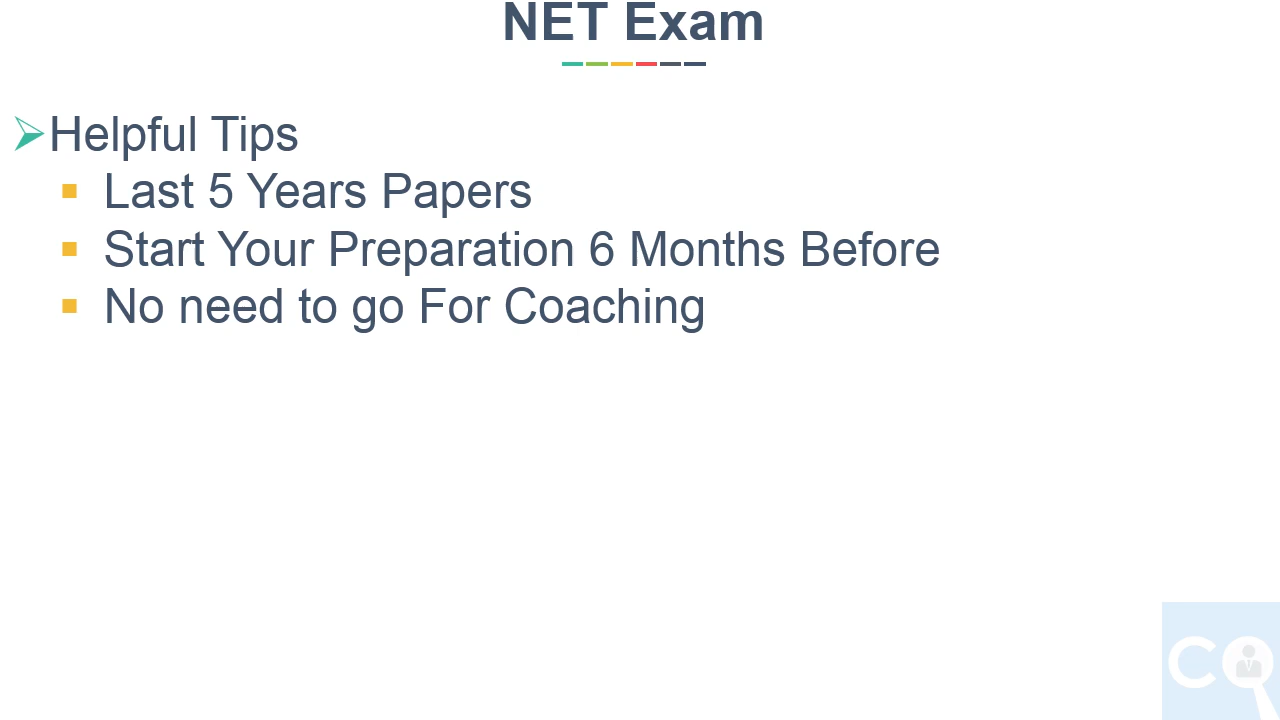 NET Exam
Helpful Tips
Last 5 Years Papers
Start Your Preparation 6 Months Before
No need to go For Coaching
CQ